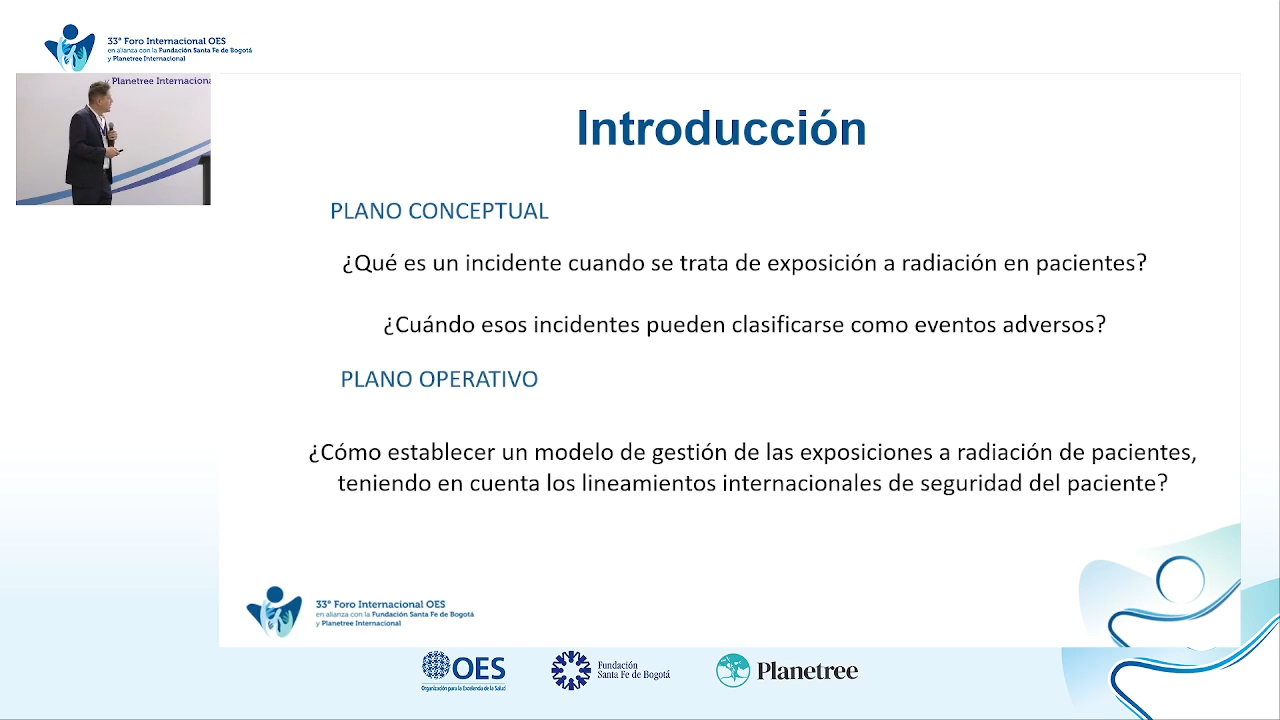 33º Foro Internacional OES
en alianza con la Fundación Santa Fe de Bogotá
y Planetree Internacional
y Planetree Internaciona
Introducción
PLANO CONCEPTUAL
¿Qué es un incidente cuando se trata de exposición a radiación en pacientes?
¿Cuándo esos incidentes pueden clasificarse como eventos adversos?
PLANO OPERATIVO
¿Cómo establecer un modelo de gestión de las exposiciones a radiación de pacientes,
teniendo en cuenta los lineamientos internacionales de seguridad del paciente?
33º Foro Internacional OES
en alianza con la Fundación Santa Fe de Bogotá
y Planetree Internacional
OES
Organización para la Excelencia de la Salud
Fundación
Santa Fe de Bogotá
Planetree